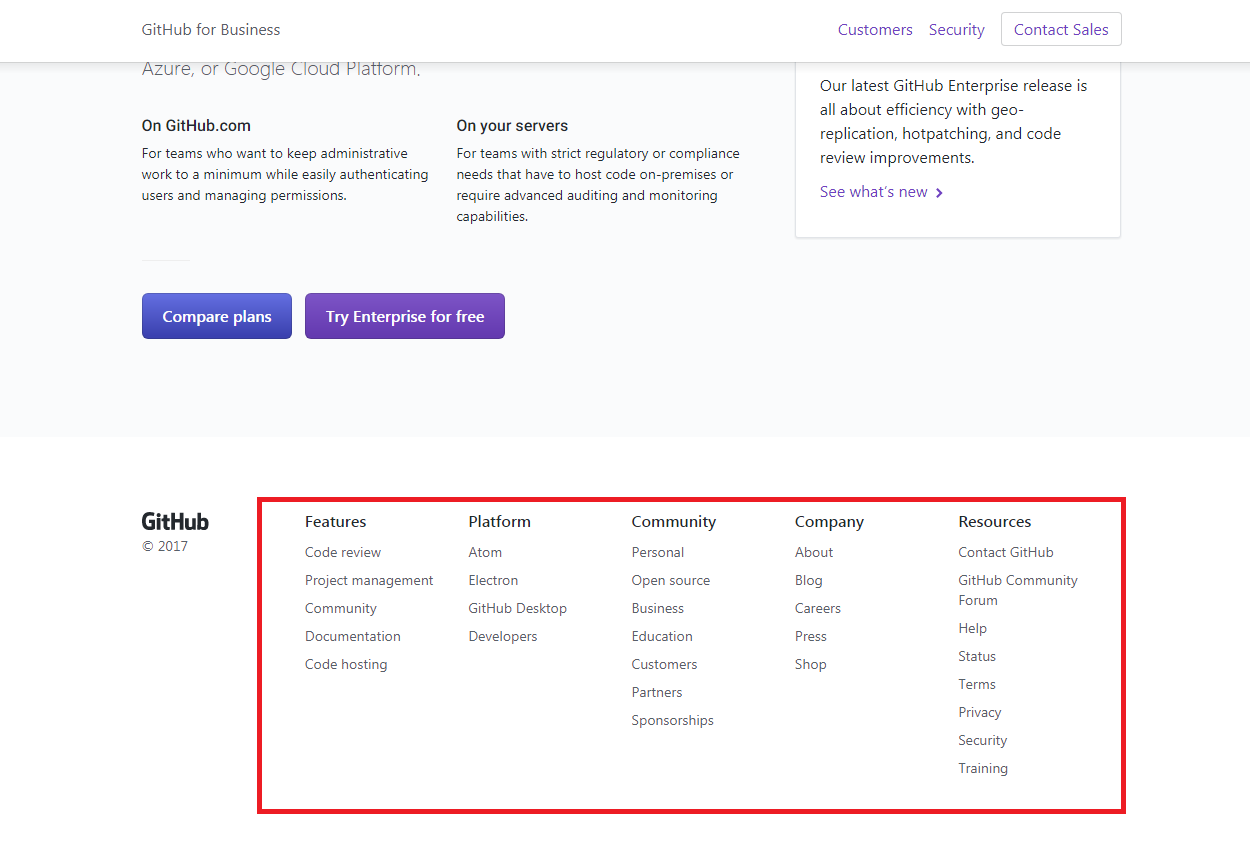 GitHub for Business
Customers
Security
Contact Sales
Azure, or Google Cloud Platform.
On GitHub.com
For teams who want to keep administrative
work to a minimum while easily authenticating
users and managing permissions.
On your servers
For teams with strict regulatory or compliance
needs that have to host code on-premises or
require advanced auditing and monitoring
capabilities.
Our latest GitHub Enterprise release is
all about efficiency with geo-
replication, hotpatching, and code
review improvements.
See what’s new
Compare plans
Try Enterprise for free
GitHub
© 2017
Features
Code review
Project management
Community
Documentation
Code hosting
Platform
Atom
Electron
GitHub Desktop
Developers
Community
Personal
Open source
Business
Education
Customers
Partners
Sponsorships
Company
About
Blog
Careers
Press
Shop
Resources
Contact GitHub
GitHub Community
Forum
Help
Status
Terms
Privacy
Security
Training